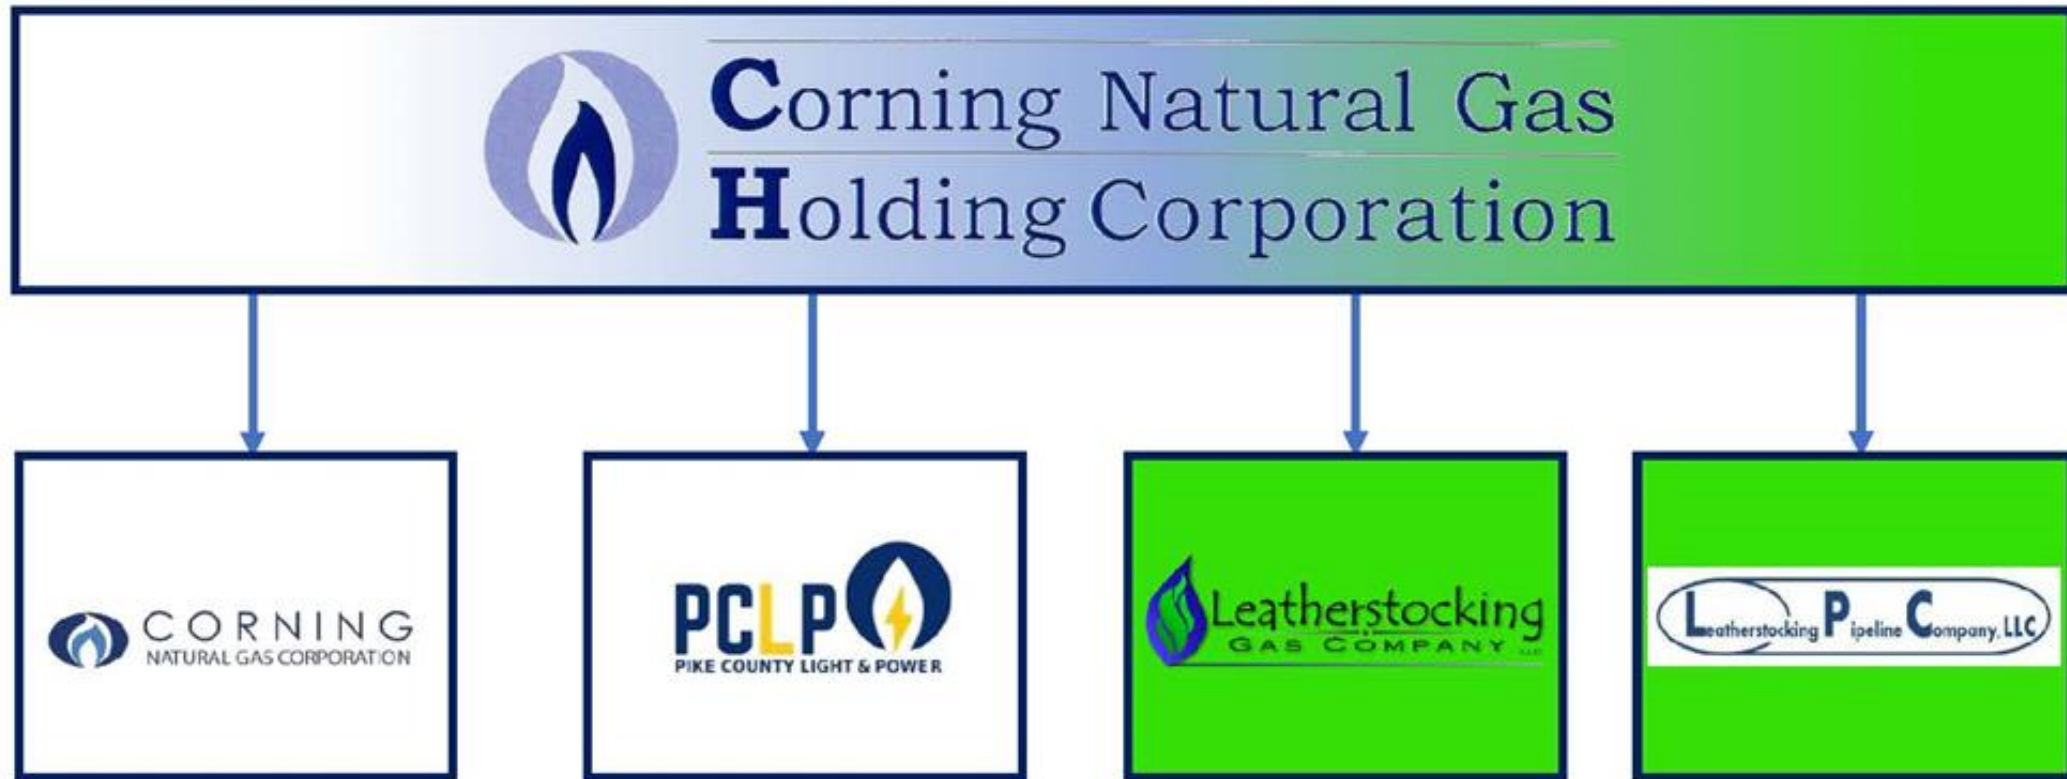 Corning Natural Gas
Holding Corporation
CORNING
NATURAL GAS CORPORATION
PCLP
PIKE COUNTY LIGHT & POWER
Leatherstocking
GAS COMPANY LLC
Leatherstocking Pipeline Company, LLC